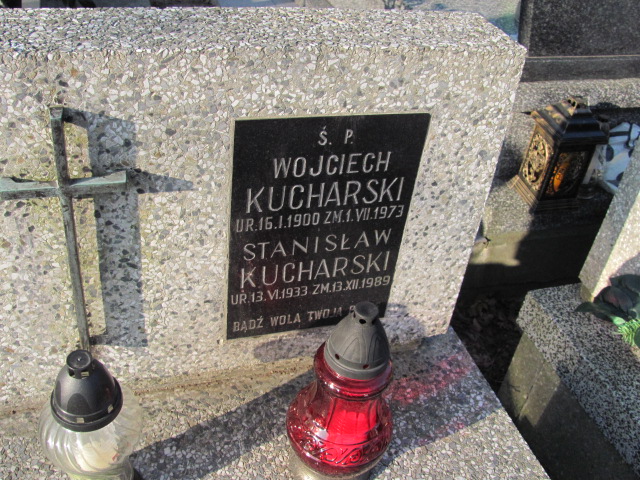 Ś. P.
WOJCIECH
KUCHARSKI
UR.15.I.1900 ZM.1.VII.1973
STANISŁAW
KUCHARSKI
UR.13.VI.1933 ZM.13.XII.1989
BĄDŹ WOLA TWOJA